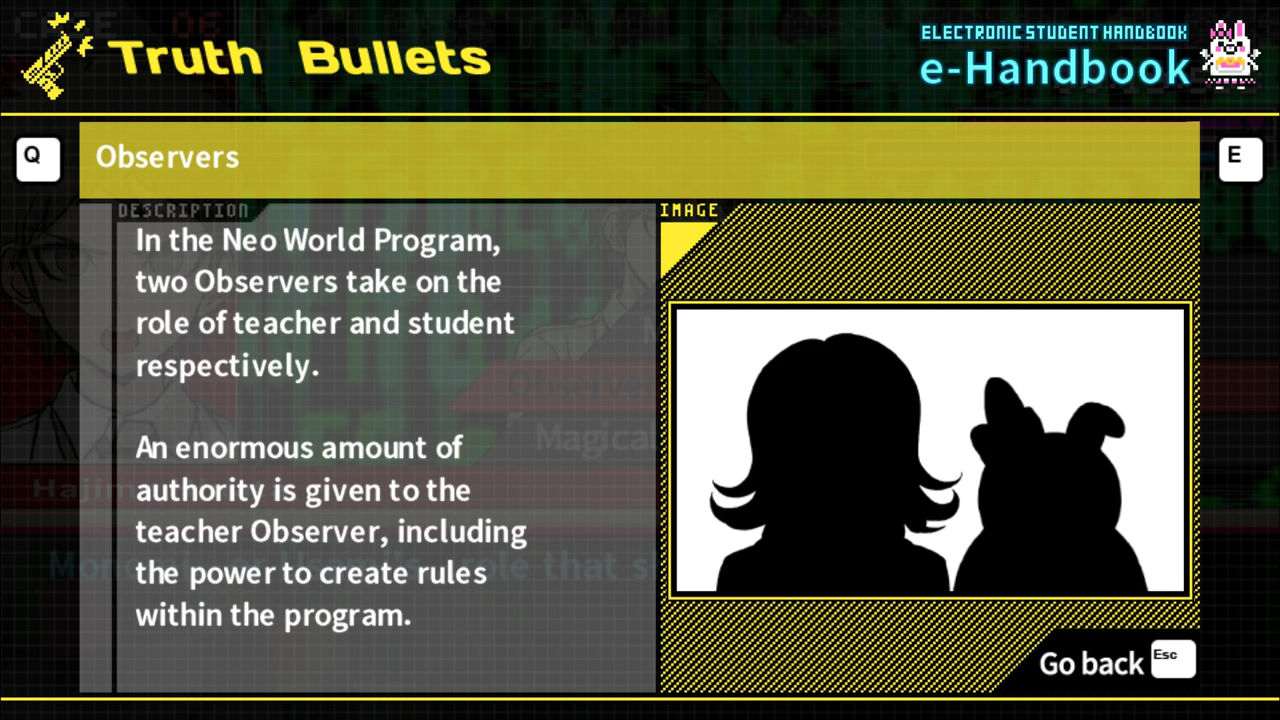 Truth Bullets
ELECTRONIC STUDENT HANDBOOK
e-Handbook
Q
Observers
E
DESCRIPTION
IMAGE
In the Neo World Program,
two Observers take on the
role of teacher and student
respectively.
An enormous amount of
authority is given to the
teacher Observer, including
the power to create rules
within the program.
Go back Esc